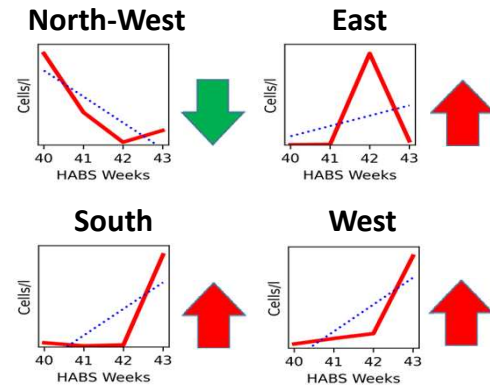 North-West
Cells/l
40 41 42 43
HABS Weeks
East
Cells/l
40 41 42 43
HABS Weeks
South
Cells/l
40 41 42 43
HABS Weeks
West
Cells/l
40 41 42 43
HABS Weeks